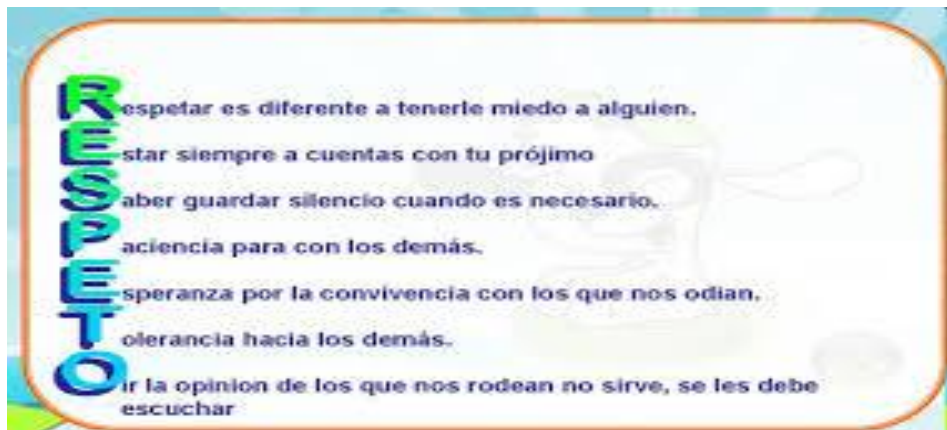 Respetar es diferente a tenerle miedo a alguien.
Estar siempre a cuentas con tu prójimo
Saber guardar silencio cuando es necesario.
Paciencia para con los demás.
Esperanza por la convivencia con los que nos odian.
Tolerancia hacia los demás.
Oir la opinion de los que nos rodean no sirve, se les debe
escuchar